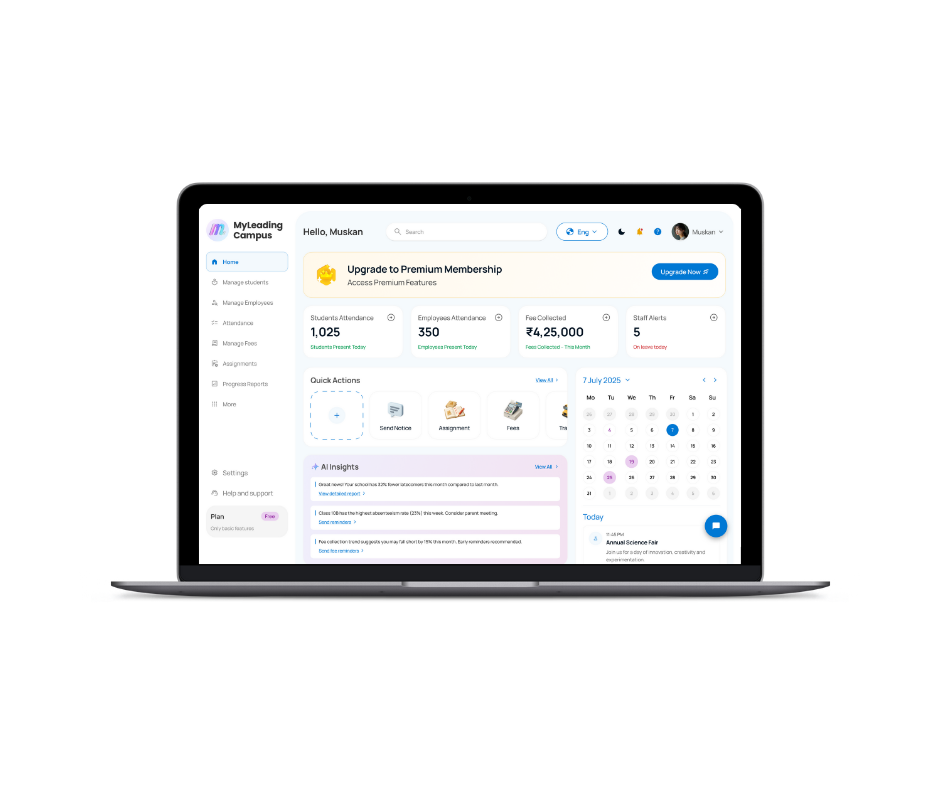 MyLeading
Campus
Home
Manage students
Manage Employees
Attendance
Manage Fees
Assignments
Progress Reports
More
Settings
Help and support
Plan
Free
Only basic features
Hello, Muskan
Search
Eng
Muskan
Upgrade to Premium Membership
Access Premium Features
Upgrade Now
Students Attendance
1,025
Students Present Today
Employees Attendance
350
Employees Present Today
Fee Collected
₹4,25,000
Fees Collected - This Month
Staff Alerts
5
On leave today
Quick Actions
View All
Send Notice
Assignment
Fees
Tra
AI Insights
View All
Great news! Your school has 32% fewer latecomers this month compared to last month.
View detailed report
Class 10B has the highest absenteeism rate (23%) this week. Consider parent meeting.
Send reminders
Fee collection trend suggests you may fall short by 18% this month. Early reminders recommended.
Send fee reminders
7 July 2025
Mo Tu We Th Fr Sa Su
26 27 28 29 30 1 2
3 4 5 6 7 8 9
10 11 12 13 14 15 16
17 18 19 20 21 22 23
24 25 26 27 28 29 30
31 1 2 3 4 5 6
Today
11:45 PM
Annual Science Fair
Join us for a day of innovation, creativity and
experimentation